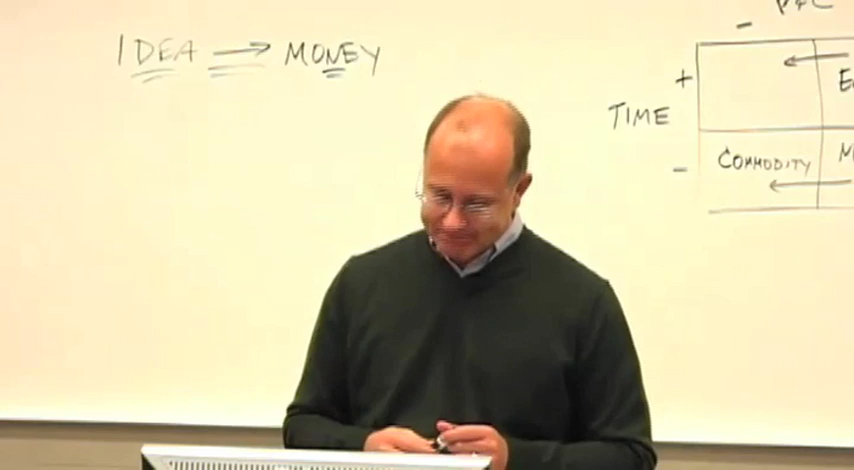 IDEA → MONEY
-
+
TIME
COMMODITY
-